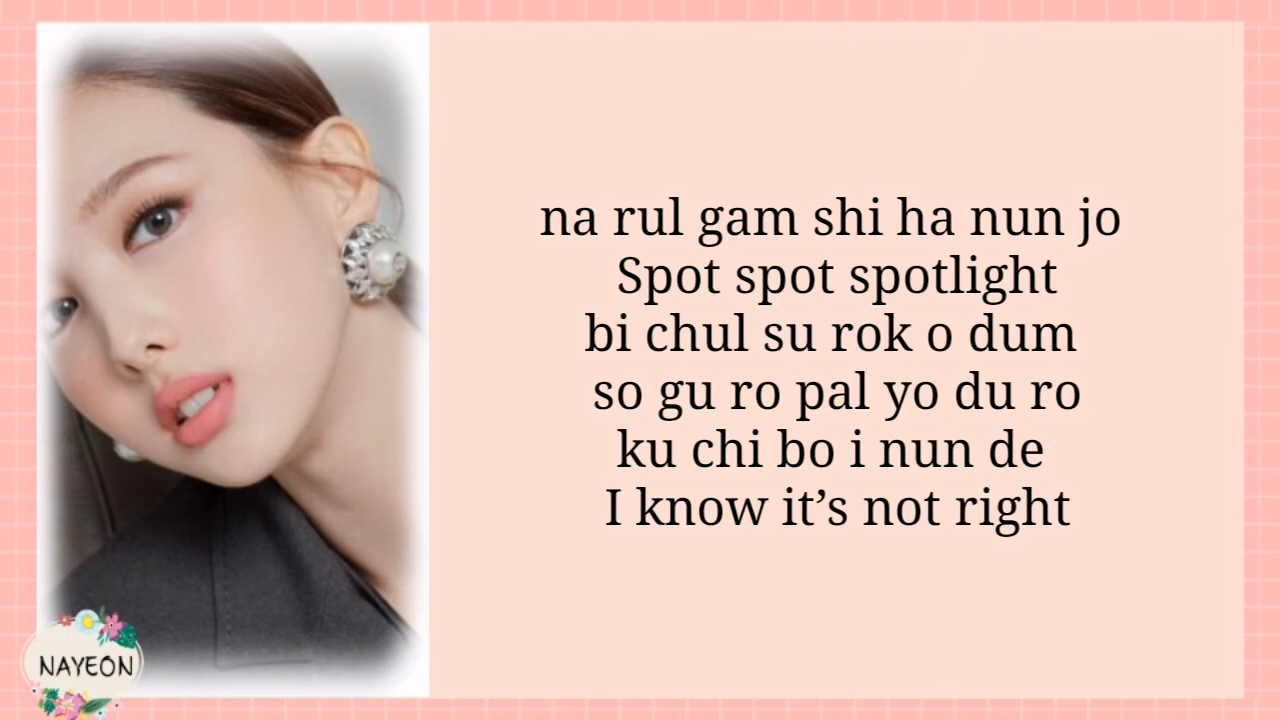 na rul gam shi ha nun jo
Spot spot spotlight
bi chul su rok o dum
so gu ro pal yo du ro
ku chi bo i nun de
I know it’s not right
NAYEON